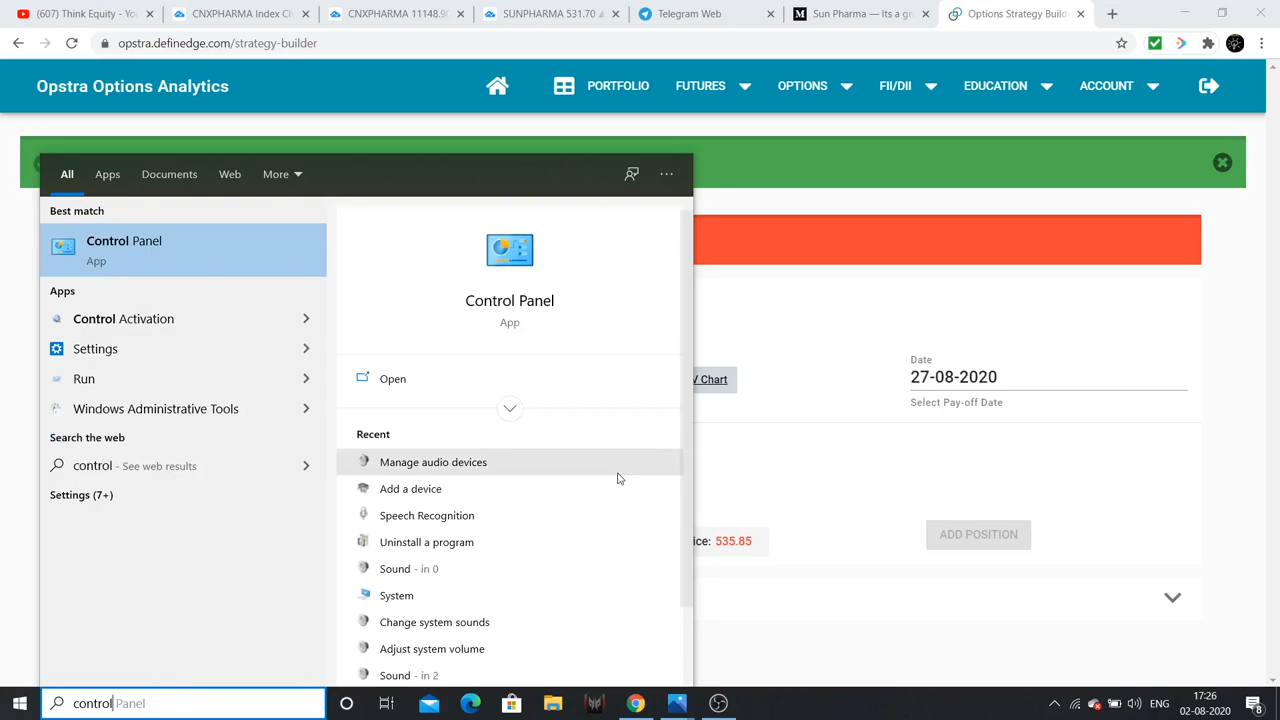 (607) Think Equity - Yo
CNXPHARMA Index Ch
CNXPHARMA 11148.90
SUNPHARMA 531.70
Telegram Web
Sun Pharma — Its a gr
Options Strategy Build
opstra.definedge.com/strategy-builder
Opstra Options Analytics
PORTFOLIO
FUTURES
OPTIONS
FII/DII
EDUCATION
ACCOUNT
All
Apps
Documents
Web
More
Best match
Control Panel
App
Apps
Control Activation
Settings
Run
Windows Administrative Tools
Search the web
control - See web results
Settings (7+)
Control Panel
App
Open
Recent
Manage audio devices
Add a device
Speech Recognition
Uninstall a program
Sound - in 0
System
Change system sounds
Adjust system volume
Sound - in 2
V Chart
Date
27-08-2020
Select Pay-off Date
ice: 535.85
ADD POSITION
control Panel
ENG
17:26
02-08-2020
8